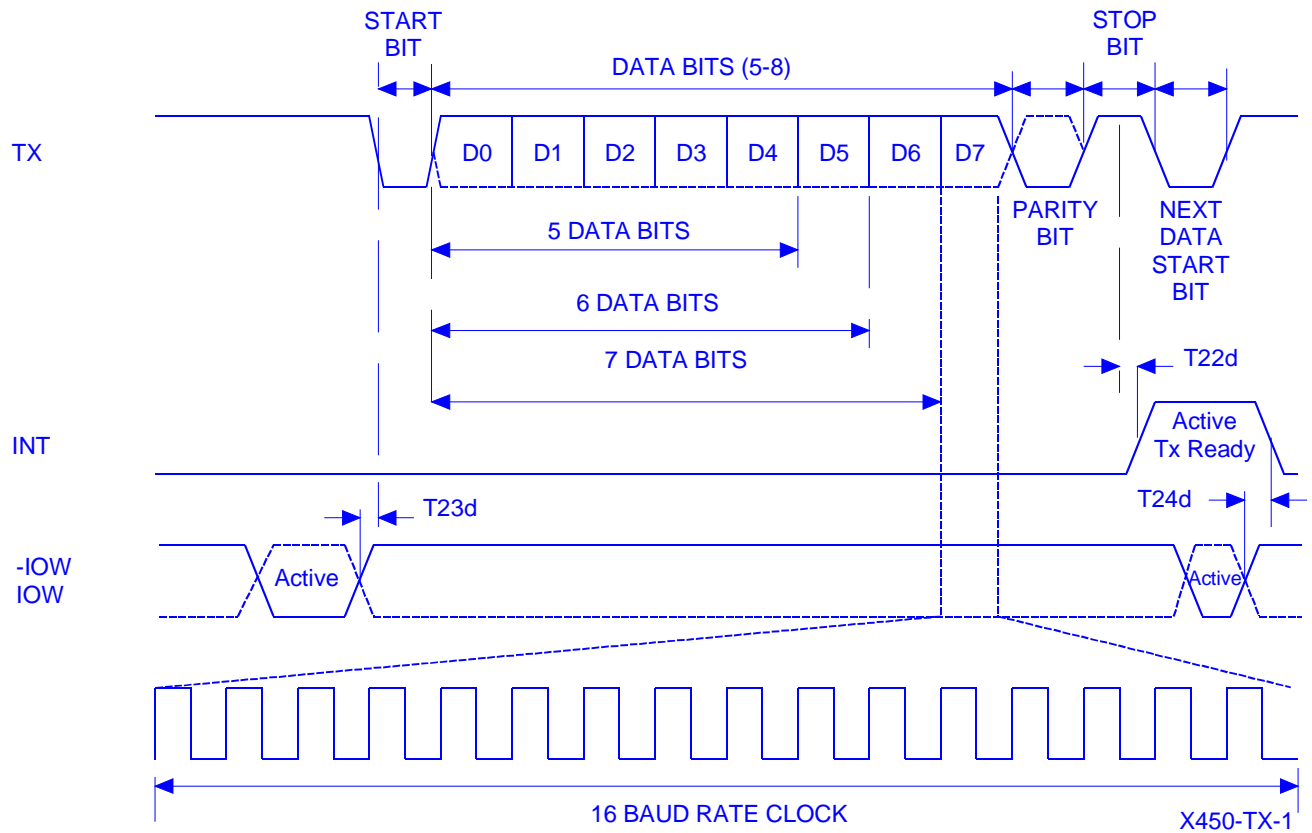 START
BIT
STOP
BIT
DATA BITS (5-8)
TX
D0 D1 D2 D3 D4 D5 D6 D7
PARITY
BIT
NEXT
DATA
START
BIT
5 DATA BITS
6 DATA BITS
7 DATA BITS
T22d
INT
Active
Tx Ready
T23d
T24d
-IOW
IOW
Active
Active
16 BAUD RATE CLOCK
X450-TX-1